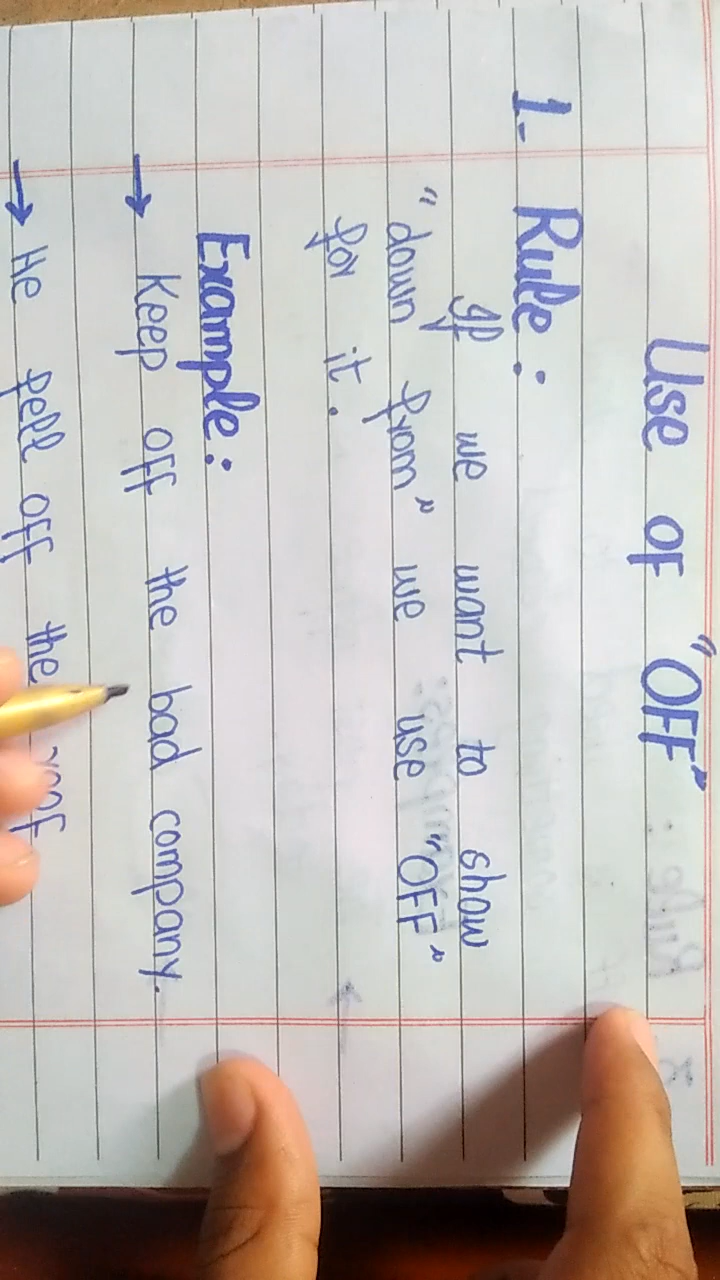 Use of "OFF"
1. Rule :
If we want to show
"down from" we use "OFF"
for it.
Example :
→ Keep off the bad company.
→ He fell off the roof